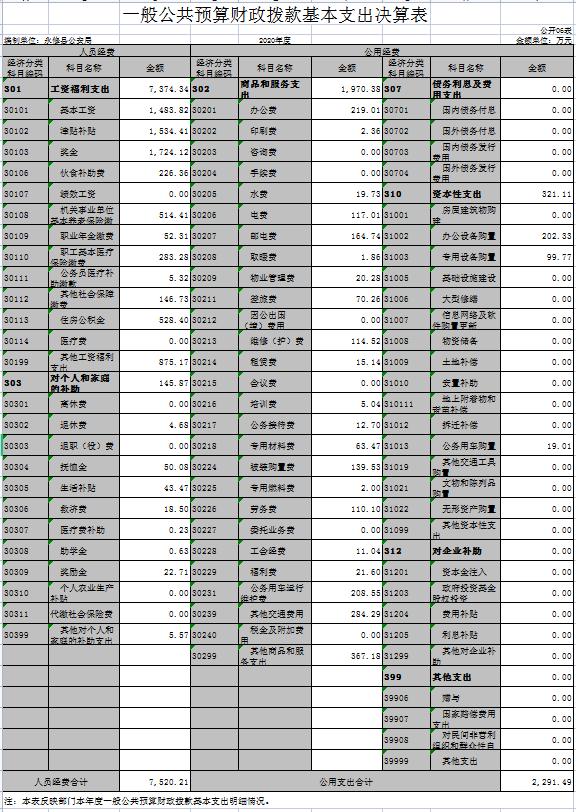 一般公共预算财政拨款基本支出决算表
公开06表
编制单位：永修县公安局 2020年度 金额单位：万元
人员经费 公用经费
经济分类科目编码 科目名称 金额 经济分类科目编码 科目名称 金额 经济分类科目编码 科目名称 金额
301 工资福利支出 7,374.34 302 商品和服务支出 1,970.38 307 债务利息及费用支出 0.00
30101 基本工资 1,483.82 30201 办公费 219.01 30701 国内债务付息 0.00
30102 津贴补贴 1,534.41 30202 印刷费 2.36 30702 国外债务付息 0.00
30103 奖金 1,724.12 30203 咨询费 0.00 30703 国内债务发行费用 0.00
30106 伙食补助费 226.36 30204 手续费 0.00 30704 国外债务发行费用 0.00
30107 绩效工资 0.00 30205 水费 19.73 310 资本性支出 321.11
30108 机关事业单位基本养老保险缴 514.41 30206 电费 117.01 31001 房屋建筑物购建 0.00
30109 职业年金缴费 52.31 30207 邮电费 164.74 31002 办公设备购置 202.33
30110 职工基本医疗保险缴费 283.28 30208 取暖费 1.86 31003 专用设备购置 99.77
30111 公务员医疗补助缴款 5.32 30209 物业管理费 20.28 31005 基础设施建设 0.00
30112 其他社会保障缴费 146.73 30211 差旅费 70.26 31006 大型修缮 0.00
30113 住房公积金 528.40 30212 因公出国（境）费用 0.00 31007 信息网络及软件购置更新 0.00
30114 医疗费 0.00 30213 维修（护）费 114.52 31008 物资储备 0.00
30199 其他工资福利支出 875.17 30214 租赁费 15.14 31009 土地补偿 0.00
303 对个人和家庭的补助 145.87 30215 会议费 0.00 31010 安置补助 0.00
30301 离休费 0.00 30216 培训费 5.04 310111 地上附着物和青苗补偿 0.00
30302 退休费 4.68 30217 公务接待费 12.70 31012 拆迁补偿 0.00
30303 退职（役）费 0.00 30218 专用材料费 63.47 31013 公务用车购置 19.01
30304 抚恤金 50.08 30224 被装购置费 139.53 31019 其他交通工具购置 0.00
30305 生活补贴 43.47 30225 专用燃料费 2.00 31021 文物和陈列品购置 0.00
30306 救济费 18.50 30226 劳务费 110.10 31022 无形资产购置 0.00
30307 医疗费补助 0.23 30227 委托业务费 0.00 31099 其他资本性支出 0.00
30308 助学金 0.63 30228 工会经费 11.04 312 对企业补助 0.00
30309 奖励金 22.71 30229 福利费 21.60 31201 资本金注入 0.00
30310 个人农业生产补贴 0.00 30231 公务用车运行维护费 208.55 31203 政府投资基金股权投资 0.00
30311 代缴社会保险费 0.00 30239 其他交通费用 284.29 31204 费用补贴 0.00
30399 其他对个人和家庭的补助支出 5.57 30240 税金及附加费用 0.00 31205 利息补贴 0.00
30299 其他商品和服务支出 367.18 31299 其他对企业补助 0.00
399 其他支出 0.00
39906 赠与 0.00
39907 国家赔偿费用支出 0.00
39908 对民间非营利组织和群众性自 0.00
39999 其他支出 0.00
人员经费合计 7,520.21 公用支出合计 2,291.49
注：本表反映部门本年度一般公共预算财政拨款基本支出明细情况。